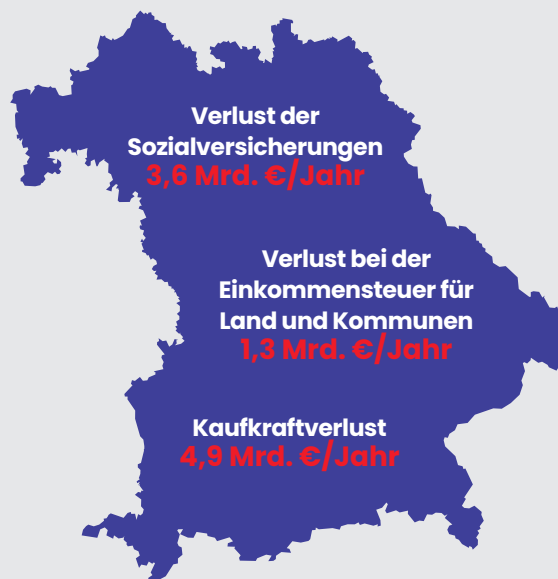 Verlust der
Sozialversicherungen
3,6 Mrd. €/Jahr
Verlust bei der
Einkommensteuer für
Land und Kommunen
1,3 Mrd. €/Jahr
Kaufkraftverlust
4,9 Mrd. €/Jahr